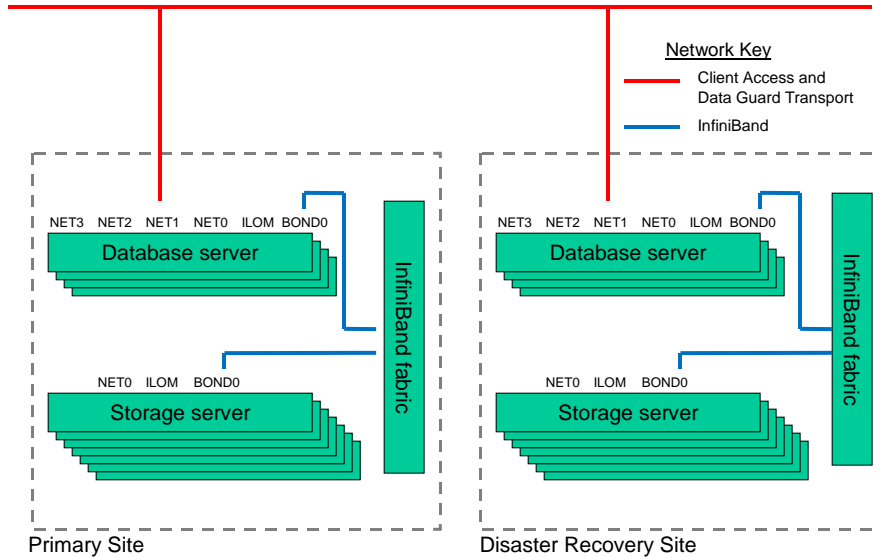 Network Key
Client Access and
Data Guard Transport
InfiniBand
NET3 NET2 NET1 NET0 ILOM BOND0
Database server
InfiniBand fabric
NET0 ILOM BOND0
Storage server
Primary Site
NET3 NET2 NET1 NET0 ILOM BOND0
Database server
InfiniBand fabric
NET0 ILOM BOND0
Storage server
Disaster Recovery Site